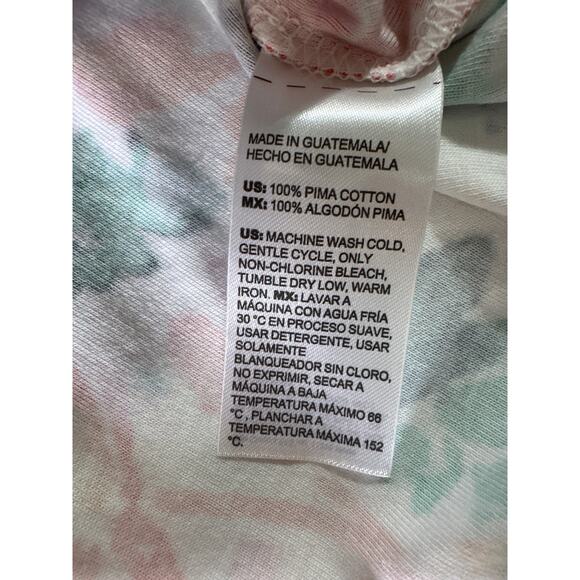 MADE IN GUATEMALA/
HECHO EN GUATEMALA
US: 100% PIMA COTTON
MX: 100% ALGODÓN PIMA
US: MACHINE WASH COLD,
GENTLE CYCLE, ONLY
NON-CHLORINE BLEACH,
TUMBLE DRY LOW, WARM
IRON. MX: LAVAR A
MÁQUINA CON AGUA FRÍA
30 °C EN PROCESO SUAVE,
USAR DETERGENTE, USAR
SOLAMENTE
BLANQUEADOR SIN CLORO,
NO EXPRIMIR, SECAR A
MÁQUINA A BAJA
TEMPERATURA MÁXIMO 66
°C, PLANCHAR A
TEMPERATURA MÁXIMA 152
°C.